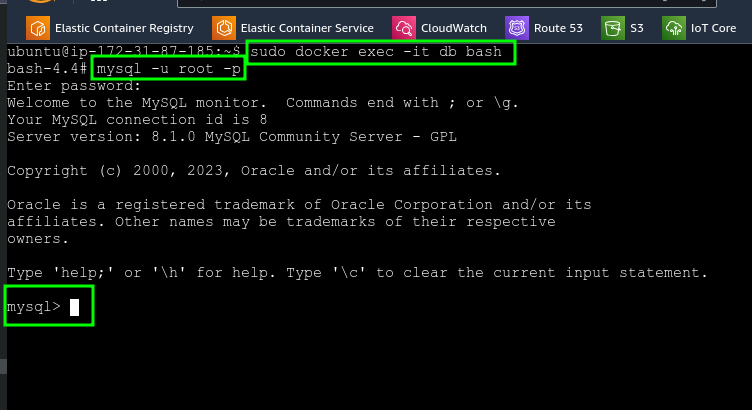 Elastic Container Registry Elastic Container Service CloudWatch Route 53 S3 IoT Core
ubuntu@ip-172-31-87-185:~$ sudo docker exec -it db bash
bash-4.4# mysql -u root -p
Enter password:
Welcome to the MySQL monitor.  Commands end with ; or \g.
Your MySQL connection id is 8
Server version: 8.1.0 MySQL Community Server - GPL
Copyright (c) 2000, 2023, Oracle and/or its affiliates.
Oracle is a registered trademark of Oracle Corporation and/or its
affiliates. Other names may be trademarks of their respective
owners.
Type 'help;' or '\h' for help. Type '\c' to clear the current input statement.
mysql>